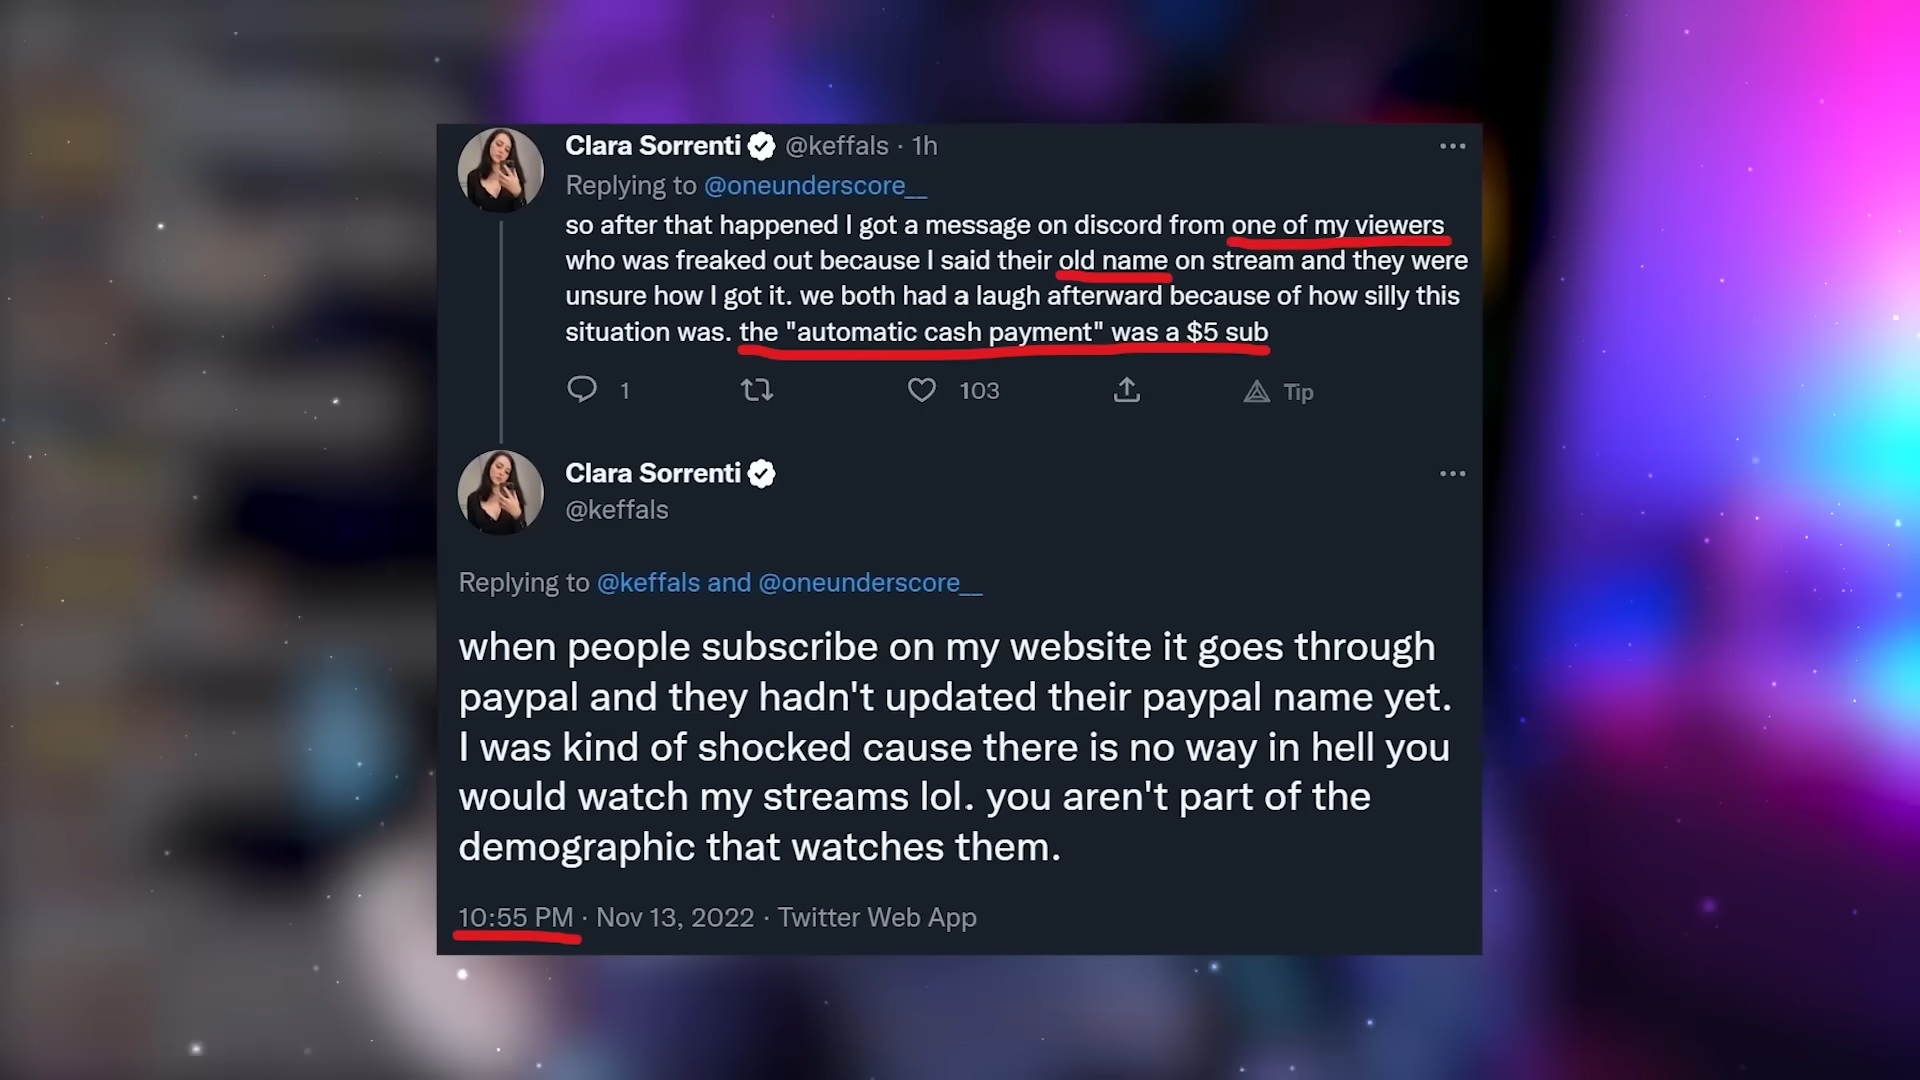 Clara Sorrenti @keffals · 1h
Replying to @oneunderscore__
so after that happened I got a message on discord from one of my viewers
who was freaked out because I said their old name on stream and they were
unsure how I got it. we both had a laugh afterward because of how silly this
situation was. the "automatic cash payment" was a $5 sub
1 103 Tip
Clara Sorrenti
@keffals
Replying to @keffals and @oneunderscore__
when people subscribe on my website it goes through
paypal and they hadn't updated their paypal name yet.
I was kind of shocked cause there is no way in hell you
would watch my streams lol. you aren't part of the
demographic that watches them.
10:55 PM · Nov 13, 2022 · Twitter Web App